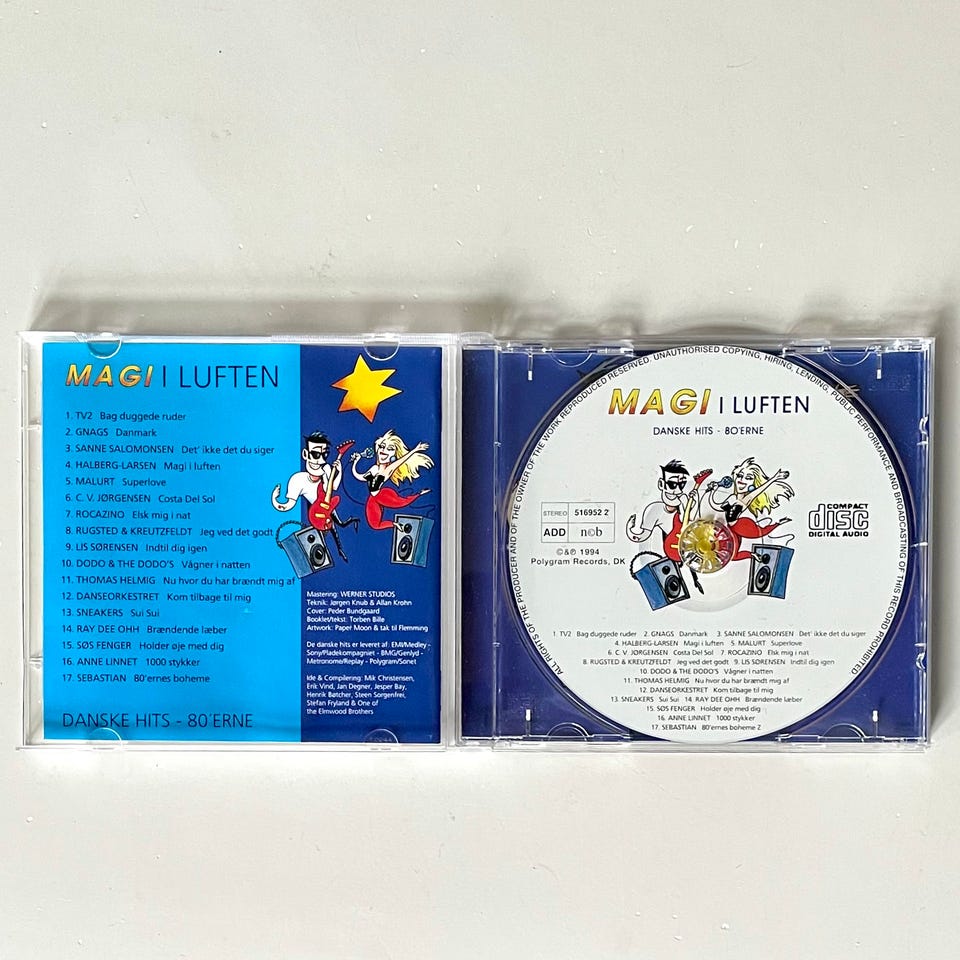 MAGI I LUFTEN
1. TV2 Bag duggede ruder
2. GNAGS Danmark
3. SANNE SALOMONSEN Det' ikke det du siger
4. HALBERG-LARSEN Magi i luften
5. MALURT Superlove
6. C. V. JØRGENSEN Costa Del Sol
7. ROCAZINO Elsk mig i nat
8. RUGSTED & KREUTZFELDT Jeg ved det godt
9. LIS SØRENSEN Indtil dig igen
10. DODO & THE DODO'S Vågner i natten
11. THOMAS HELMIG Nu hvor du har brændt mig af
12. DANSEORKESTRET Kom tilbage til mig
13. SNEAKERS Sui Sui
14. RAY DEE OHH Brændende læber
15. SØS FENGER Holder øje med dig
16. ANNE LINNET 1000 stykker
17. SEBASTIAN 80'ernes boheme
DANSKE HITS - 80'ERNE
Mastering: WERNER STUDIOS
Teknik: Jørgen Knub & Allan Krohn
Cover: Peder Bundgaard
Booklet/tekst: Torben Bille
Artwork: Paper Moon & tak til Flemming
De danske hits er leveret af: EMI/Medley -
Sony/Pladekompagniet - BMG/Genlyd -
Metronome/Replay - Polygram/Sonet
Ide & Compilering: Mik Christensen,
Erik Vind, Jan Degner, Jesper Bay,
Henrik Bøtcher, Steen Sorgenfrei,
Stefan Fryland & One of
the Elmwood Brothers
ALL RIGHTS OF THE PRODUCER AND OF THE OWNER OF THE WORK REPRODUCED RESERVED. UNAUTHORISED COPYING, HIRING, LENDING, PUBLIC PERFORMANCE AND BROADCASTING OF THIS RECORD PROHIBITED
MAGI I LUFTEN
DANSKE HITS - 80'ERNE
STEREO 516952 2
ADD n©b
©&℗ 1994
Polygram Records, DK
COMPACT
disc
DIGITAL AUDIO
1. TV2 Bag duggede ruder 2. GNAGS Danmark 3. SANNE SALOMONSEN Det' ikke det du siger
4. HALBERG-LARSEN Magi i luften 5. MALURT Superlove
6. C. V. JØRGENSEN Costa Del Sol 7. ROCAZINO Elsk mig i nat
8. RUGSTED & KREUTZFELDT Jeg ved det godt 9. LIS SØRENSEN Indtil dig igen
10. DODO & THE DODO'S Vågner i natten
11. THOMAS HELMIG Nu hvor du har brændt mig af
12. DANSEORKESTRET Kom tilbage til mig
13. SNEAKERS Sui Sui 14. RAY DEE OHH Brændende læber
15. SØS FENGER Holder øje med dig
16. ANNE LINNET 1000 stykker
17. SEBASTIAN 80'ernes boheme 2